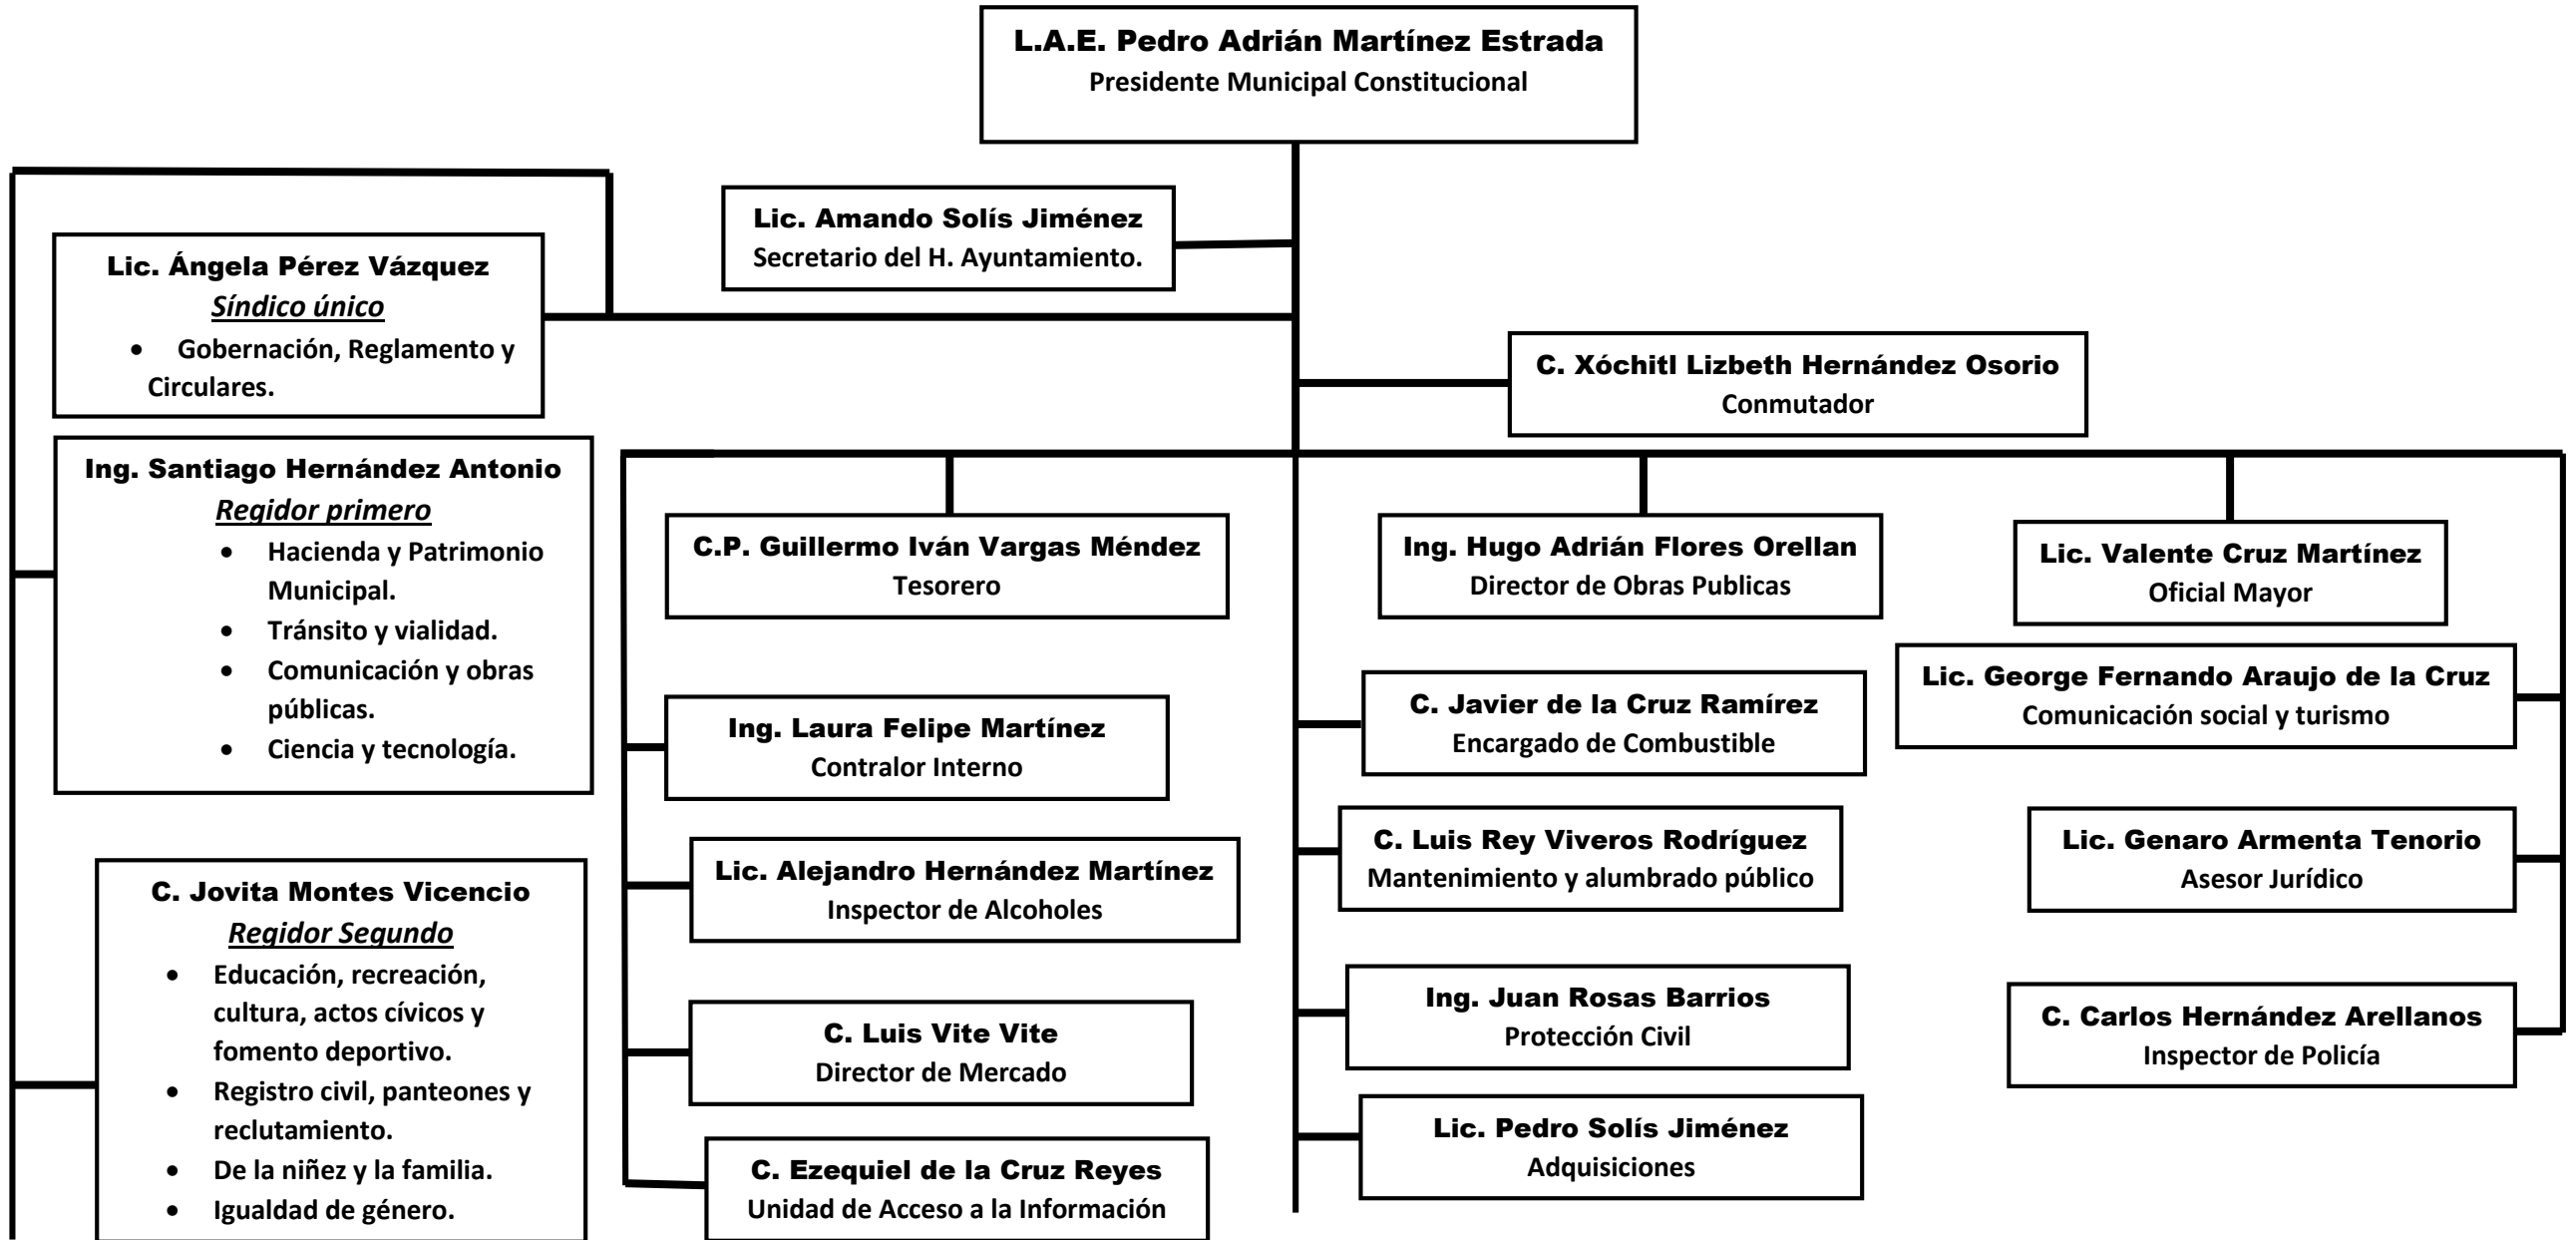 L.A.E. Pedro Adrián Martínez Estrada
Presidente Municipal Constitucional
Lic. Amando Solís Jiménez
Secretario del H. Ayuntamiento.
Lic. Ángela Pérez Vázquez
Síndico único
• Gobernación, Reglamento y
Circulares.
C. Xóchitl Lizbeth Hernández Osorio
Conmutador
Ing. Santiago Hernández Antonio
Regidor primero
• Hacienda y Patrimonio
Municipal.
• Tránsito y vialidad.
• Comunicación y obras
públicas.
• Ciencia y tecnología.
C. Jovita Montes Vicencio
Regidor Segundo
• Educación, recreación,
cultura, actos cívicos y
fomento deportivo.
• Registro civil, panteones y
reclutamiento.
• De la niñez y la familia.
• Igualdad de género.
C.P. Guillermo Iván Vargas Méndez
Tesorero
Ing. Laura Felipe Martínez
Contralor Interno
Lic. Alejandro Hernández Martínez
Inspector de Alcoholes
C. Luis Vite Vite
Director de Mercado
C. Ezequiel de la Cruz Reyes
Unidad de Acceso a la Información
Ing. Hugo Adrián Flores Orellan
Director de Obras Publicas
C. Javier de la Cruz Ramírez
Encargado de Combustible
C. Luis Rey Viveros Rodríguez
Mantenimiento y alumbrado público
Ing. Juan Rosas Barrios
Protección Civil
Lic. Pedro Solís Jiménez
Adquisiciones
Lic. Valente Cruz Martínez
Oficial Mayor
Lic. George Fernando Araujo de la Cruz
Comunicación social y turismo
Lic. Genaro Armenta Tenorio
Asesor Jurídico
C. Carlos Hernández Arellanos
Inspector de Policía